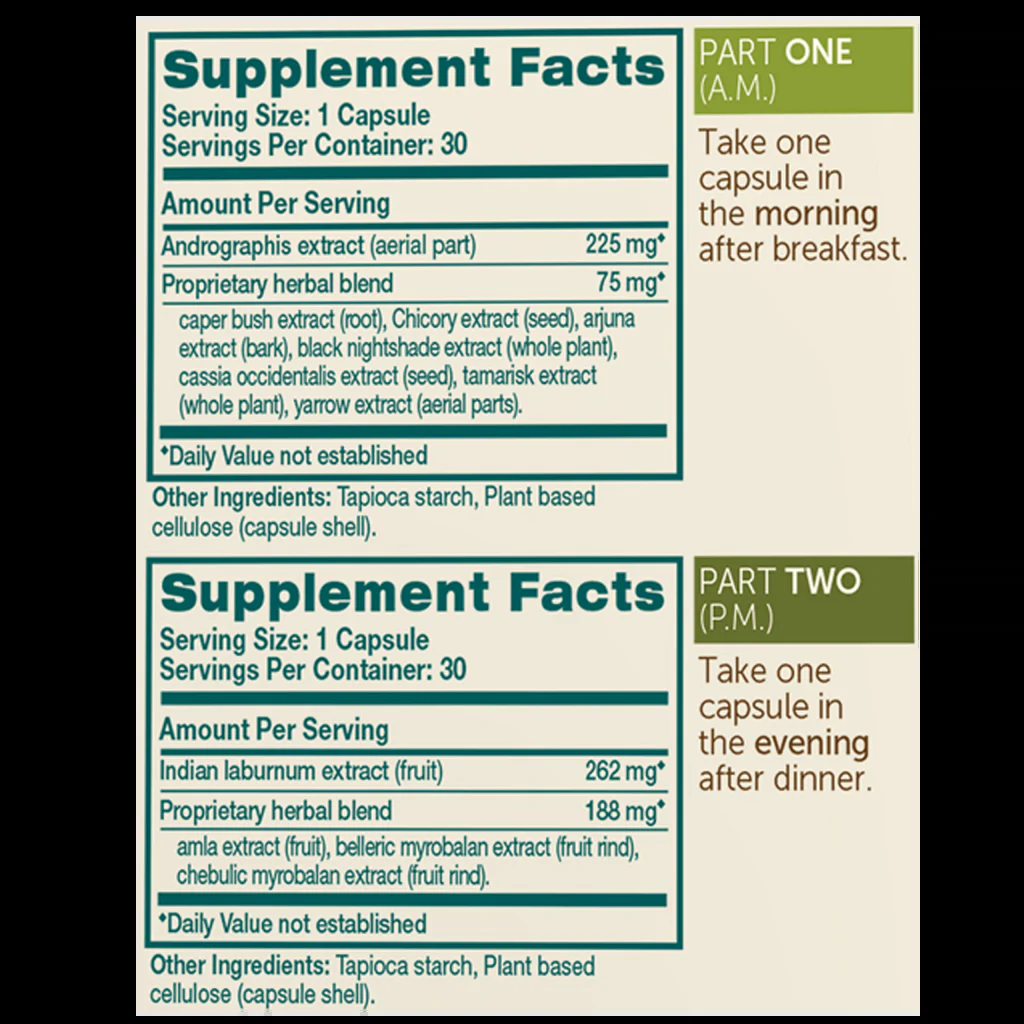 Supplement Facts
Serving Size: 1 Capsule
Servings Per Container: 30
Amount Per Serving
Andrographis extract (aerial part) 225 mg♦
Proprietary herbal blend 75 mg♦
caper bush extract (root), Chicory extract (seed), arjuna
extract (bark), black nightshade extract (whole plant),
cassia occidentalis extract (seed), tamarisk extract
(whole plant), yarrow extract (aerial parts).
♦Daily Value not established
Other Ingredients: Tapioca starch, Plant based
cellulose (capsule shell).
PART ONE
(A.M.)
Take one
capsule in
the morning
after breakfast.
Supplement Facts
Serving Size: 1 Capsule
Servings Per Container: 30
Amount Per Serving
Indian laburnum extract (fruit) 262 mg♦
Proprietary herbal blend 188 mg♦
amla extract (fruit), belleric myrobalan extract (fruit rind),
chebulic myrobalan extract (fruit rind).
♦Daily Value not established
Other Ingredients: Tapioca starch, Plant based
cellulose (capsule shell).
PART TWO
(P.M.)
Take one
capsule in
the evening
after dinner.